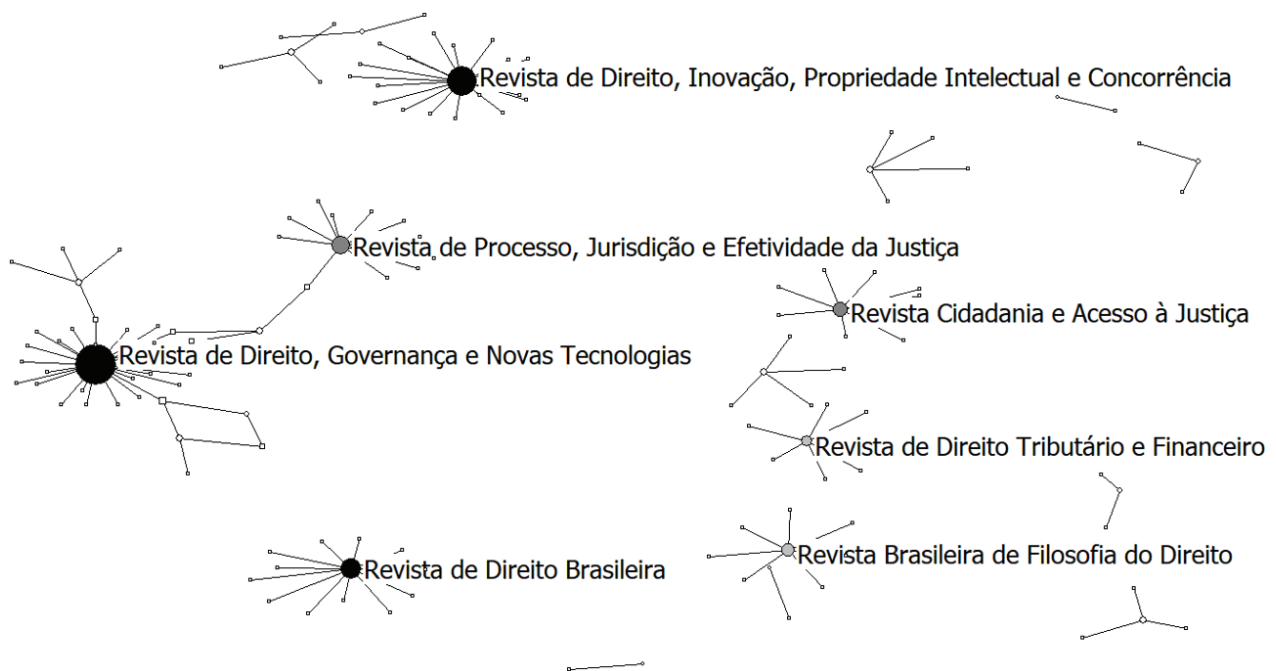 Revista de Direito, Inovação, Propriedade Intelectual e Concorrência
Revista de Processo, Jurisdição e Efetividade da Justiça
Revista Cidadania e Acesso à Justiça
Revista de Direito, Governança e Novas Tecnologias
Revista de Direito Tributário e Financeiro
Revista Brasileira de Filosofia do Direito
Revista de Direito Brasileira